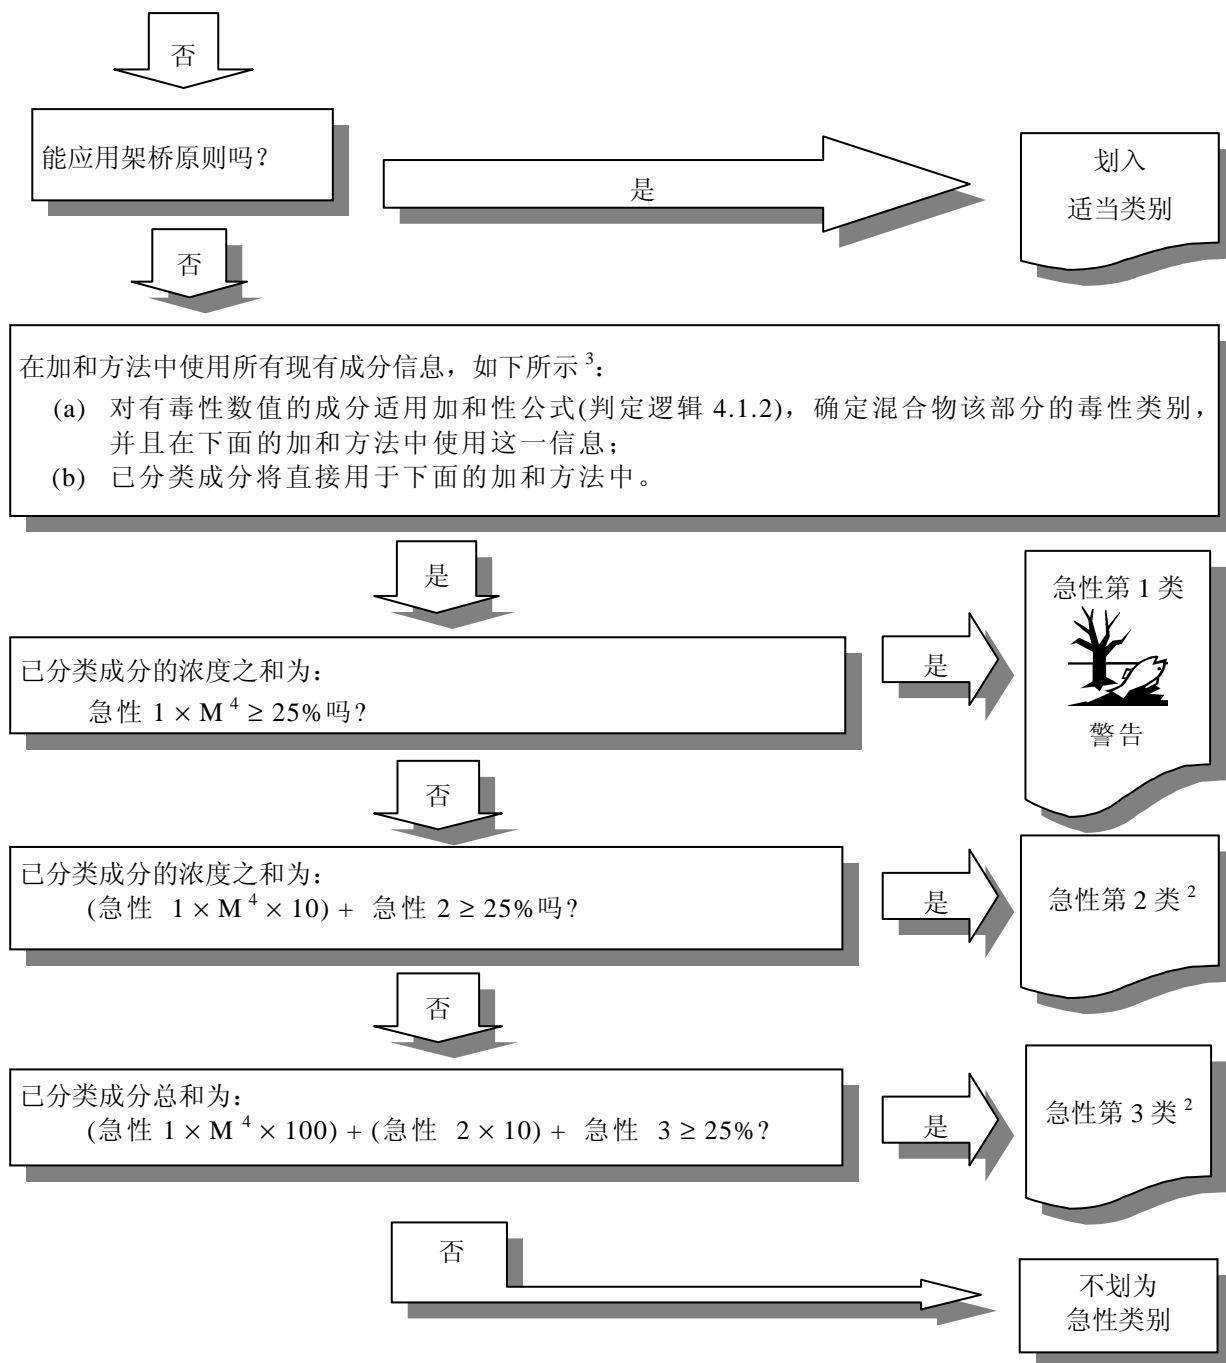 否
能应用架桥原则吗？
是
划入
适当类别
否
在加和方法中使用所有现有成分信息，如下所示 3：
(a) 对有毒性数值的成分适用加和性公式(判定逻辑 4.1.2)，确定混合物该部分的毒性类别，
并且在下面的加和方法中使用这一信息；
(b) 已分类成分将直接用于下面的加和方法中。
是
已分类成分的浓度之和为：
急性 1 × M 4 ≥ 25%吗？
是
急性第 1 类
警告
否
已分类成分的浓度之和为：
(急性 1 × M 4 × 10) + 急性 2 ≥ 25%吗？
是
急性第 2 类 2
否
已分类成分总和为：
(急性 1 × M 4 × 100) + (急性 2 × 10) + 急性 3 ≥ 25%？
是
急性第 3 类 2
否
不划为
急性类别